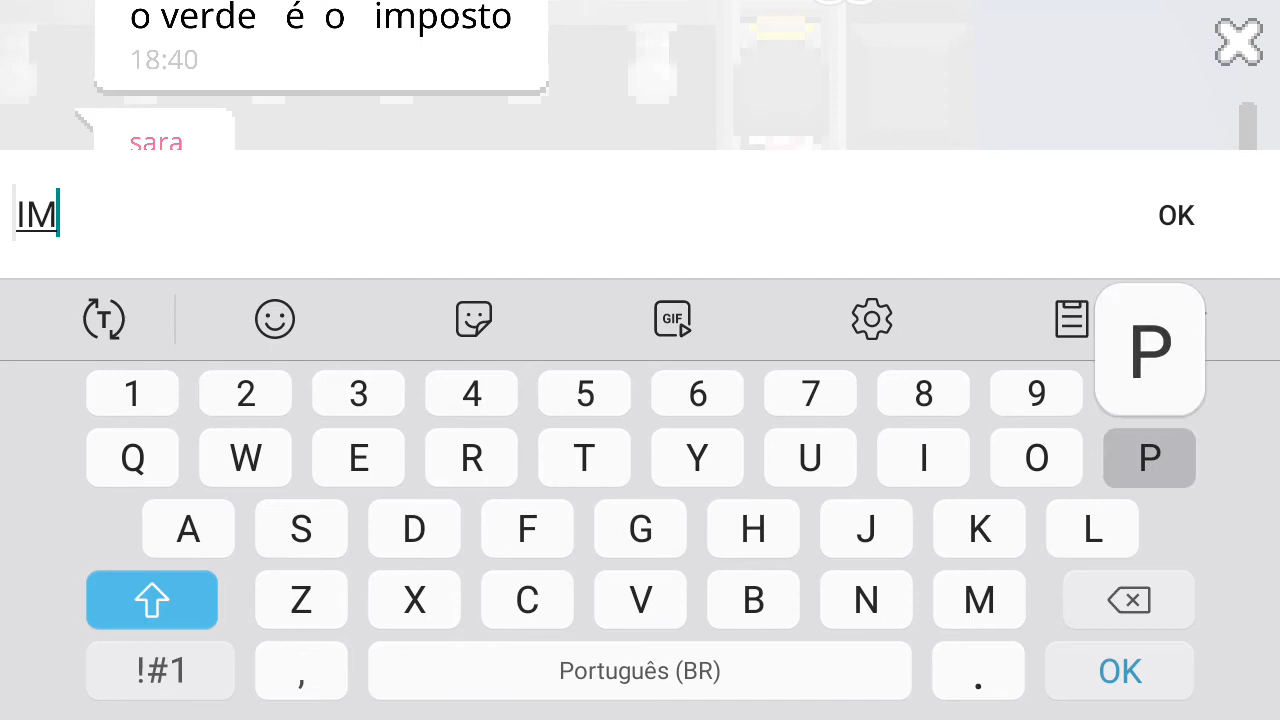 o verde é o imposto
18:40
sara
IM
OK
T
GIF
P
1 2 3 4 5 6 7 8 9
Q W E R T Y U I O P
A S D F G H J K L
Z X C V B N M
!#1 , Português (BR) . OK